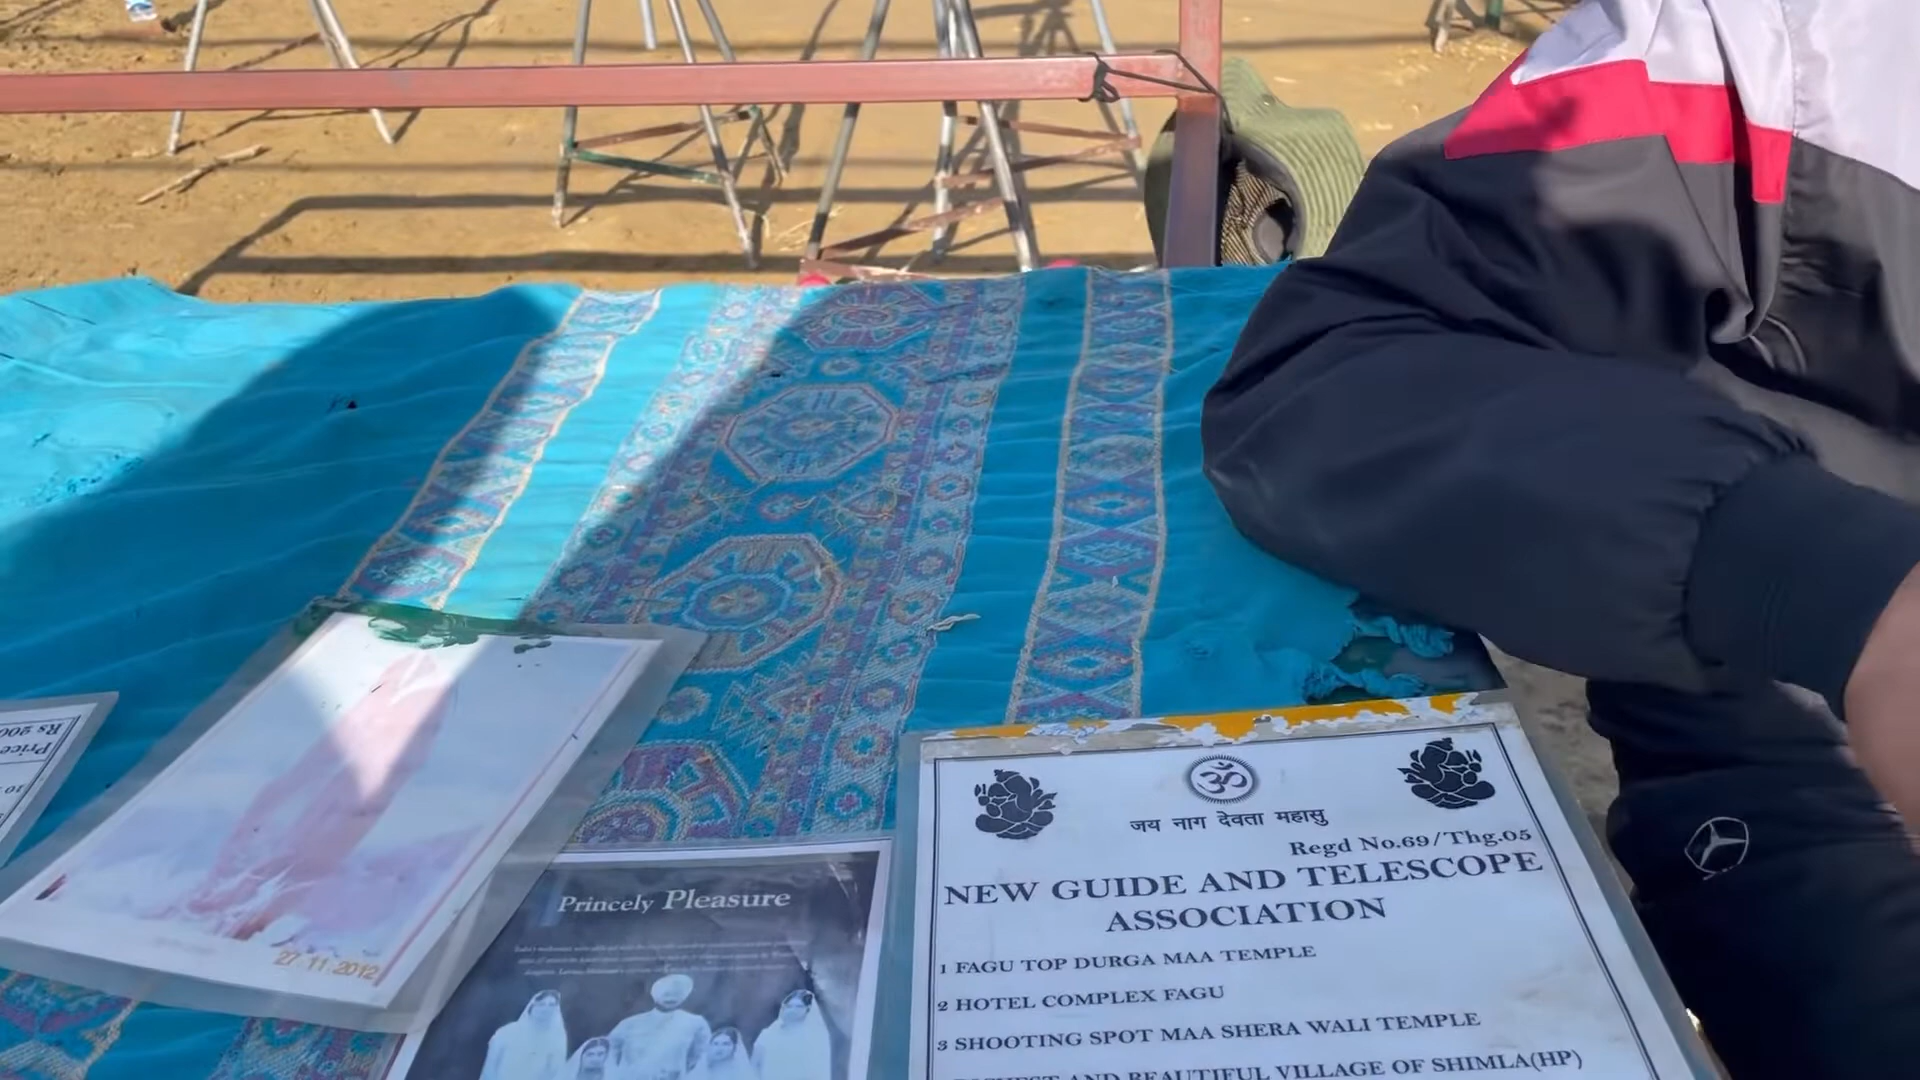 Price
Rs 200
10
27 11 2012
Princely Pleasure
ॐ
जय नाग देवता महासु
Regd No.69/Thg.05
NEW GUIDE AND TELESCOPE
ASSOCIATION
1 FAGU TOP DURGA MAA TEMPLE
2 HOTEL COMPLEX FAGU
3 SHOOTING SPOT MAA SHERA WALI TEMPLE
AND BEAUTIFUL VILLAGE OF SHIMLA(HP)